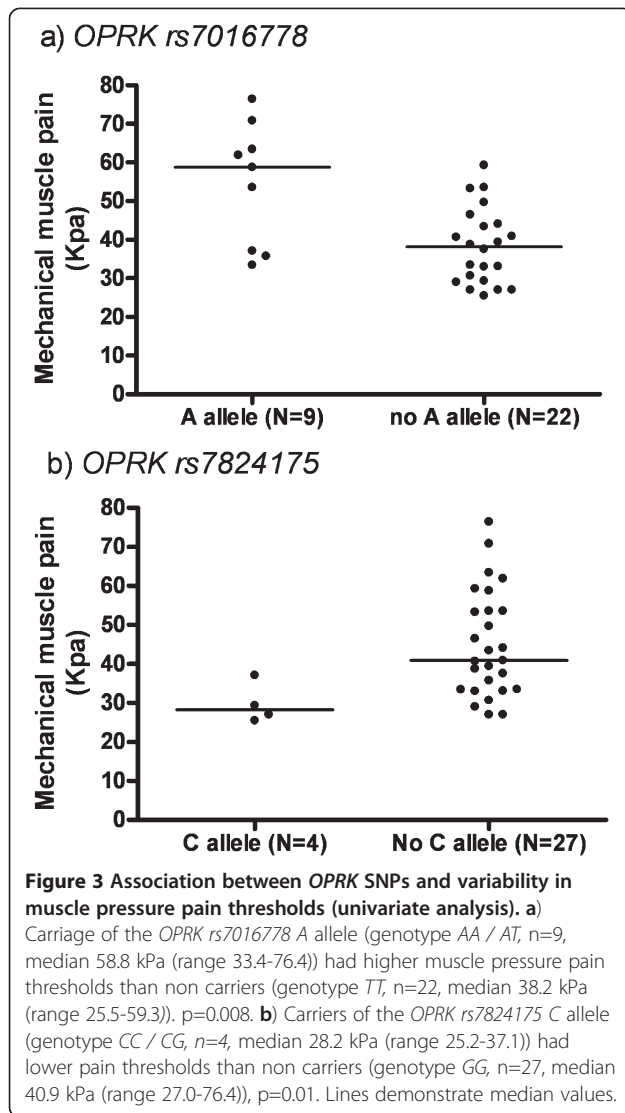 a) OPRK rs7016778
80
70
60
50
40
30
20
10
0
Mechanical muscle pain
(Kpa)
A allele (N=9) no A allele (N=22)
b) OPRK rs7824175
80
70
60
50
40
30
20
10
0
Mechanical muscle pain
(Kpa)
C allele (N=4) No C allele (N=27)
Figure 3 Association between OPRK SNPs and variability in
muscle pressure pain thresholds (univariate analysis). a)
Carriage of the OPRK rs7016778 A allele (genotype AA / AT, n=9,
median 58.8 kPa (range 33.4-76.4)) had higher muscle pressure pain
thresholds than non carriers (genotype TT, n=22, median 38.2 kPa
(range 25.5-59.3)). p=0.008. b) Carriers of the OPRK rs7824175 C allele
(genotype CC / CG, n=4, median 28.2 kPa (range 25.2-37.1)) had
lower pain thresholds than non carriers (genotype GG, n=27, median
40.9 kPa (range 27.0-76.4)), p=0.01. Lines demonstrate median values.